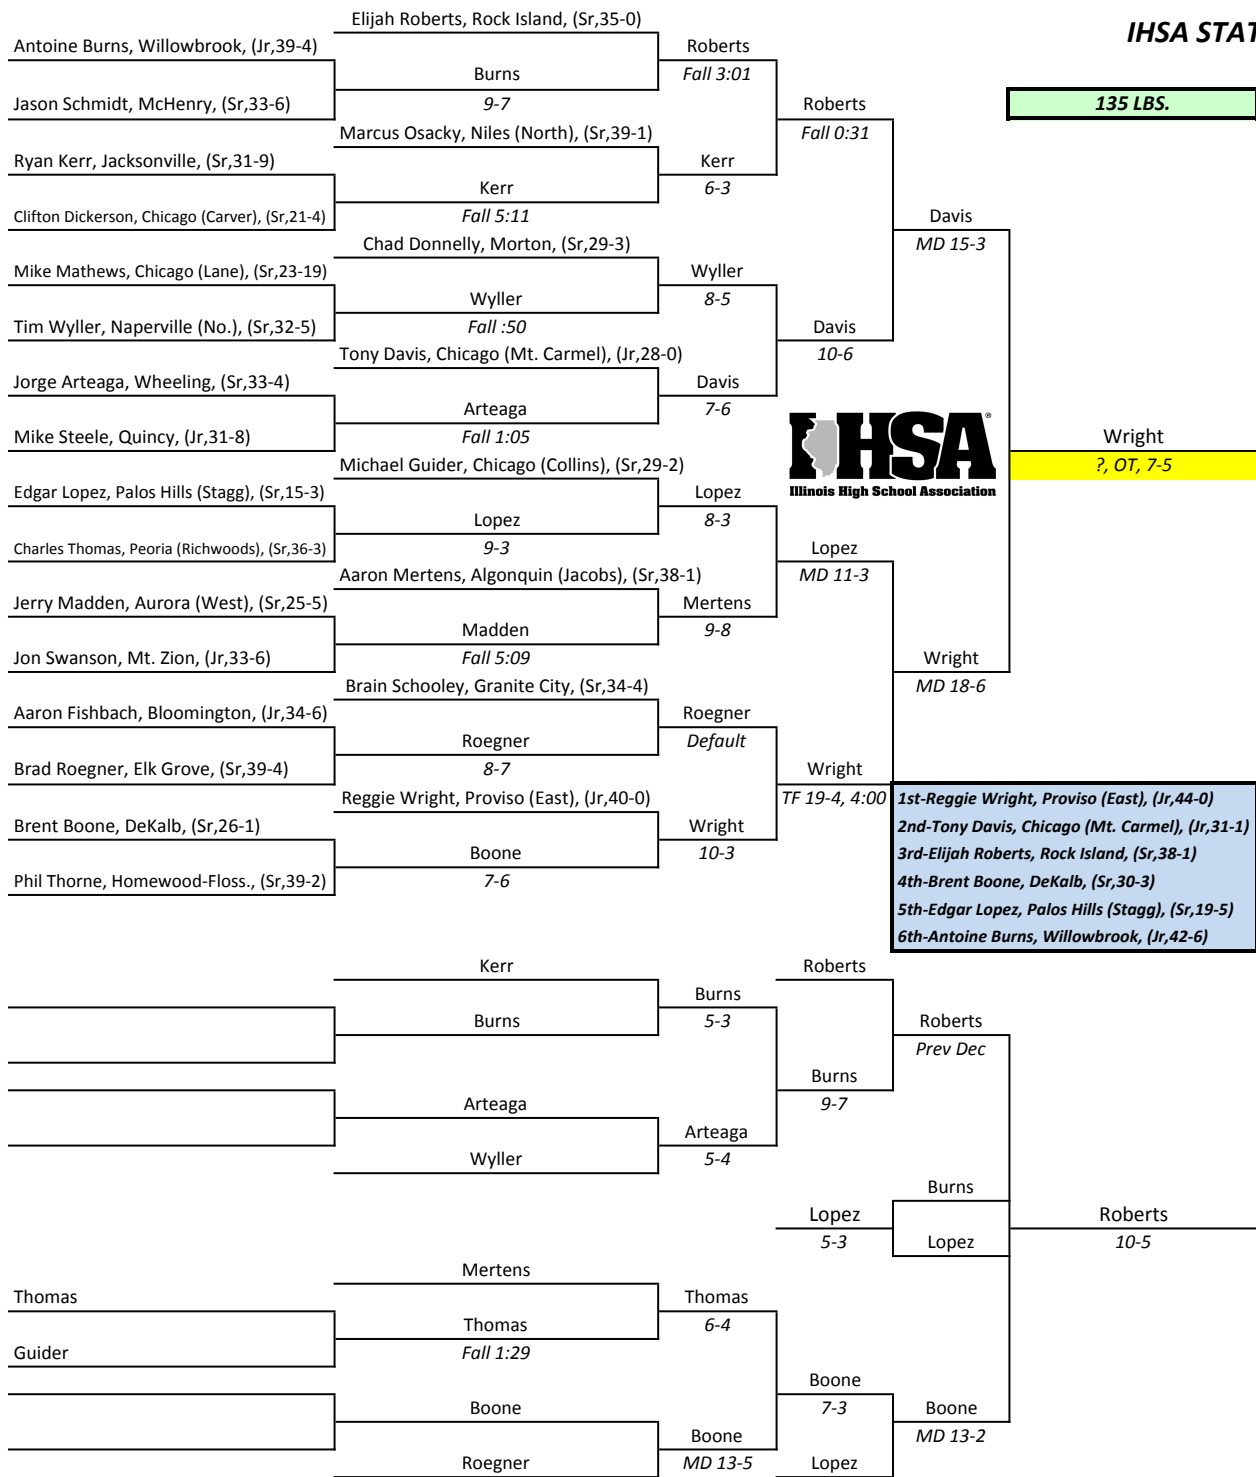 Elijah Roberts, Rock Island, (Sr,35-0)
IHSA STAT
Antoine Burns, Willowbrook, (Jr,39-4)
Roberts
Burns
Fall 3:01
Jason Schmidt, McHenry, (Sr,33-6)
9-7
Roberts
135 LBS.
Marcus Osacky, Niles (North), (Sr,39-1)
Fall 0:31
Ryan Kerr, Jacksonville, (Sr,31-9)
Kerr
Kerr
6-3
Clifton Dickerson, Chicago (Carver), (Sr,21-4)
Fall 5:11
Davis
Chad Donnelly, Morton, (Sr,29-3)
MD 15-3
Mike Mathews, Chicago (Lane), (Sr,23-19)
Wyller
Wyller
8-5
Tim Wyller, Naperville (No.), (Sr,32-5)
Fall :50
Davis
Tony Davis, Chicago (Mt. Carmel), (Jr,28-0)
10-6
Jorge Arteaga, Wheeling, (Sr,33-4)
Davis
Arteaga
7-6
Mike Steele, Quincy, (Jr,31-8)
Fall 1:05
IHSA®
Illinois High School Association
Wright
Michael Guider, Chicago (Collins), (Sr,29-2)
?, OT, 7-5
Edgar Lopez, Palos Hills (Stagg), (Sr,15-3)
Lopez
Lopez
8-3
Charles Thomas, Peoria (Richwoods), (Sr,36-3)
9-3
Lopez
Aaron Mertens, Algonquin (Jacobs), (Sr,38-1)
MD 11-3
Jerry Madden, Aurora (West), (Sr,25-5)
Mertens
Madden
9-8
Jon Swanson, Mt. Zion, (Jr,33-6)
Fall 5:09
Wright
Brain Schooley, Granite City, (Sr,34-4)
MD 18-6
Aaron Fishbach, Bloomington, (Jr,34-6)
Roegner
Roegner
Default
Brad Roegner, Elk Grove, (Sr,39-4)
8-7
Wright
Reggie Wright, Proviso (East), (Jr,40-0)
TF 19-4, 4:00
1st-Reggie Wright, Proviso (East), (Jr,44-0)
Brent Boone, DeKalb, (Sr,26-1)
Wright
2nd-Tony Davis, Chicago (Mt. Carmel), (Jr,31-1)
Boone
10-3
3rd-Elijah Roberts, Rock Island, (Sr,38-1)
Phil Thorne, Homewood-Floss., (Sr,39-2)
7-6
4th-Brent Boone, DeKalb, (Sr,30-3)
5th-Edgar Lopez, Palos Hills (Stagg), (Sr,19-5)
6th-Antoine Burns, Willowbrook, (Jr,42-6)
Kerr
Roberts
Burns
Burns
5-3
Roberts
Prev Dec
Burns
Arteaga
9-7
Arteaga
Wyller
5-4
Burns
Lopez
Roberts
5-3
Lopez
10-5
Mertens
Thomas
Thomas
Thomas
6-4
Guider
Fall 1:29
Boone
Boone
7-3
Boone
Boone
MD 13-2
Roegner
MD 13-5
Lopez